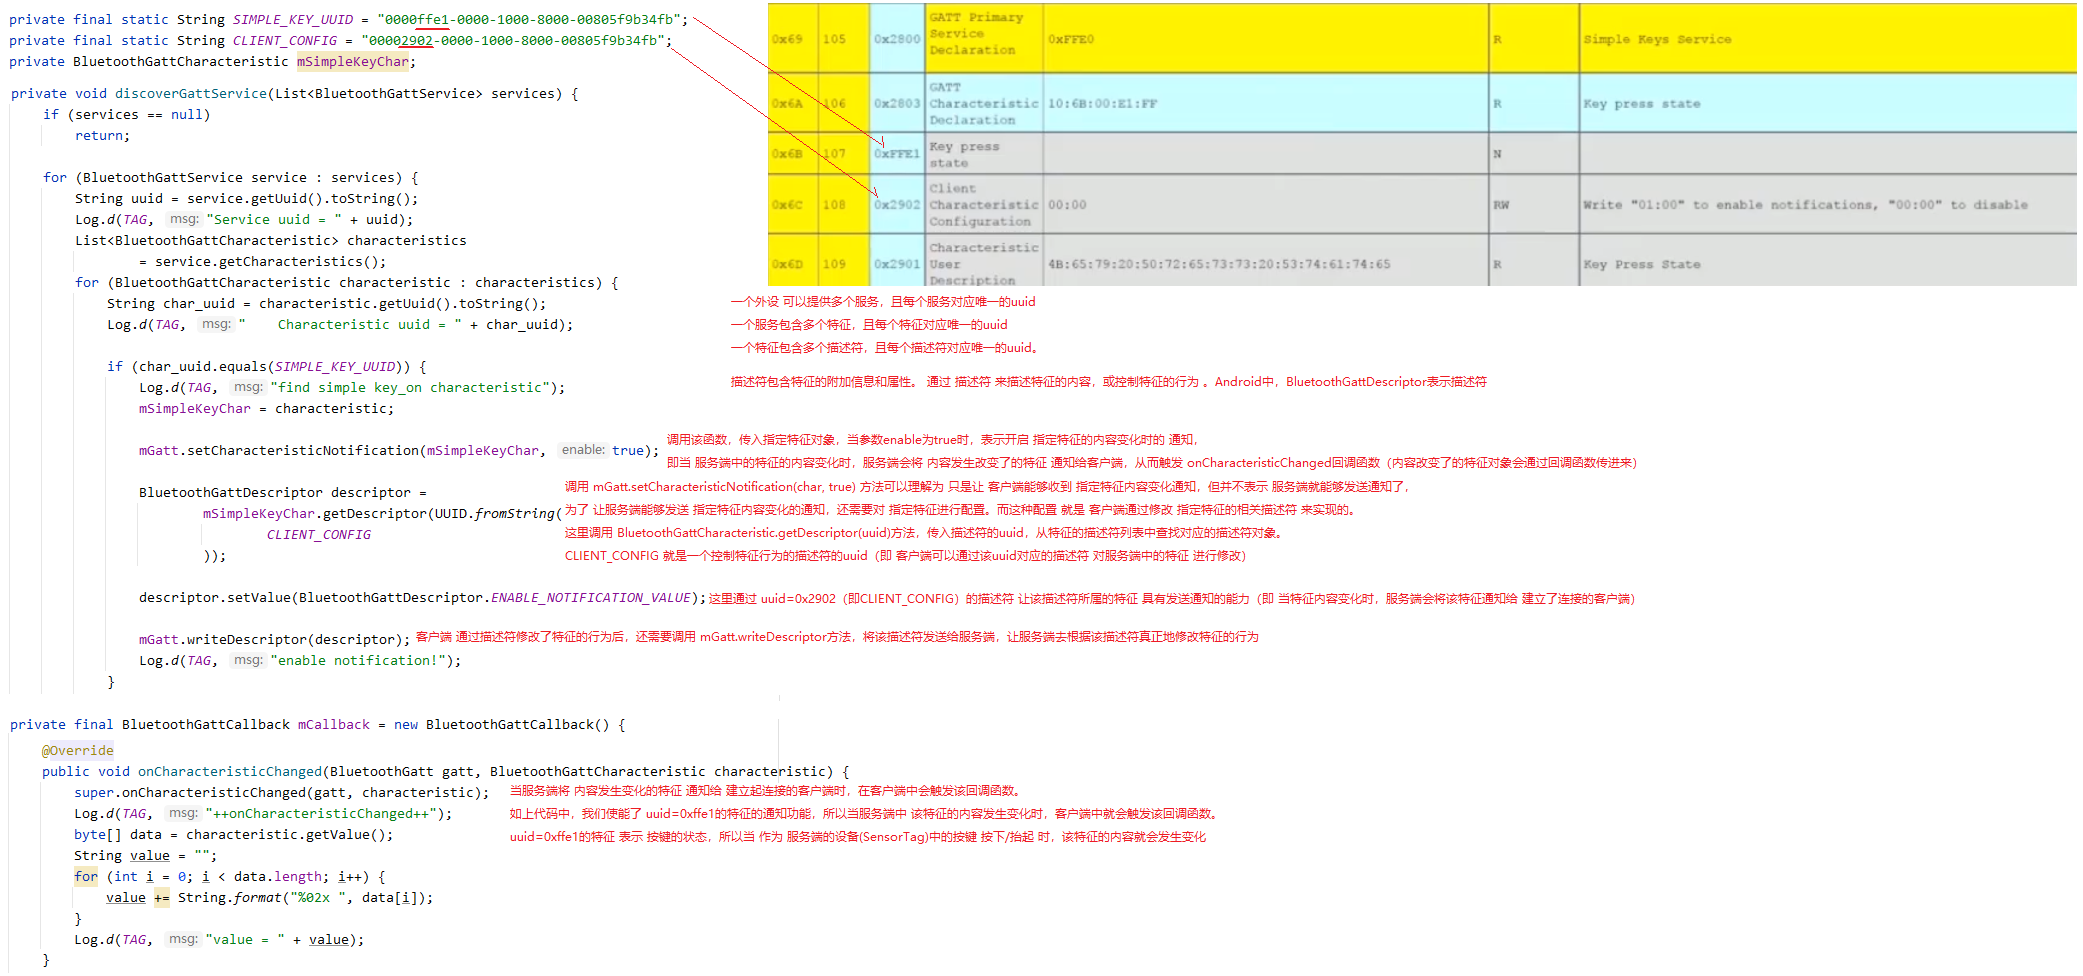 private final static String SIMPLE_KEY_UUID = "0000ffe1-0000-1000-8000-00805f9b34fb";
private final static String CLIENT_CONFIG = "00002902-0000-1000-8000-00805f9b34fb";
private BluetoothGattCharacteristic mSimpleKeyChar;
private void discoverGattService(List<BluetoothGattService> services) {
if (services == null)
return;
for (BluetoothGattService service : services) {
String uuid = service.getUuid().toString();
Log.d(TAG, msg: "Service uuid = " + uuid);
List<BluetoothGattCharacteristic> characteristics
= service.getCharacteristics();
for (BluetoothGattCharacteristic characteristic : characteristics) {
String char_uuid = characteristic.getUuid().toString();
Log.d(TAG, msg: "    Characteristic uuid = " + char_uuid);
if (char_uuid.equals(SIMPLE_KEY_UUID)) {
Log.d(TAG, msg: "find simple key_on characteristic");
mSimpleKeyChar = characteristic;
mGatt.setCharacteristicNotification(mSimpleKeyChar, enable: true);
BluetoothGattDescriptor descriptor =
mSimpleKeyChar.getDescriptor(UUID.fromString(
CLIENT_CONFIG
));
descriptor.setValue(BluetoothGattDescriptor.ENABLE_NOTIFICATION_VALUE);
mGatt.writeDescriptor(descriptor);
Log.d(TAG, msg: "enable notification!");
}
0x69 105 0x2800 GATT Primary Service Declaration 0xFFE0 R Simple Keys Service
0x6A 106 0x2803 GATT Characteristic Declaration 10:6B:00:E1:FF R Key press state
0x6B 107 0xFFE1 Key press state N
0x6C 108 0x2902 Client Characteristic Configuration 00:00 RW Write "01:00" to enable notifications, "00:00" to disable
0x6D 109 0x2901 Characteristic User Description 4B:65:79:20:50:72:65:73:73:20:53:74:61:74:65 R Key Press State
一个外设 可以提供多个服务，且每个服务对应唯一的uuid
一个服务包含多个特征，且每个特征对应唯一的uuid
一个特征包含多个描述符，且每个描述符对应唯一的uuid。
描述符包含特征的附加信息和属性。 通过 描述符 来描述特征的内容，或控制特征的行为 。Android中，BluetoothGattDescriptor表示描述符
调用该函数，传入指定特征对象，当参数enable为true时，表示开启 指定特征的内容变化时的 通知，
即当 服务端中的特征的内容变化时，服务端会将 内容发生改变了的特征 通知给客户端，从而触发 onCharacteristicChanged回调函数（内容改变了的特征对象会通过回调函数传进来）
调用 mGatt.setCharacteristicNotification(char, true) 方法可以理解为 只是让 客户端能够收到 指定特征内容变化通知，但并不表示 服务端就能够发送通知了，
为了 让服务端能够发送 指定特征内容变化的通知，还需要对 指定特征进行配置。而这种配置 就是 客户端通过修改 指定特征的相关描述符 来实现的。
这里调用 BluetoothGattCharacteristic.getDescriptor(uuid)方法，传入描述符的uuid，从特征的描述符列表中查找对应的描述符对象。
CLIENT_CONFIG 就是一个控制特征行为的描述符的uuid（即 客户端可以通过该uuid对应的描述符 对服务端中的特征 进行修改）
这里通过 uuid=0x2902（即CLIENT_CONFIG）的描述符 让该描述符所属的特征 具有发送通知的能力（即 当特征内容变化时，服务端会将该特征通知给 建立了连接的客户端）
客户端 通过描述符修改了特征的行为后，还需要调用 mGatt.writeDescriptor方法，将该描述符发送给服务端，让服务端去根据该描述符真正地修改特征的行为
private final BluetoothGattCallback mCallback = new BluetoothGattCallback() {
@Override
public void onCharacteristicChanged(BluetoothGatt gatt, BluetoothGattCharacteristic characteristic) {
super.onCharacteristicChanged(gatt, characteristic);
Log.d(TAG, msg: "++onCharacteristicChanged++");
byte[] data = characteristic.getValue();
String value = "";
for (int i = 0; i < data.length; i++) {
value += String.format("%02x ", data[i]);
}
Log.d(TAG, msg: "value = " + value);
}
当服务端将 内容发生变化的特征 通知给 建立起连接的客户端时，在客户端中会触发该回调函数。
如上代码中，我们使能了 uuid=0xffe1的特征的通知功能，所以当服务端中 该特征的内容发生变化时，客户端中就会触发该回调函数。
uuid=0xffe1的特征 表示 按键的状态，所以当 作为 服务端的设备(SensorTag)中的按键 按下/抬起 时，该特征的内容就会发生变化